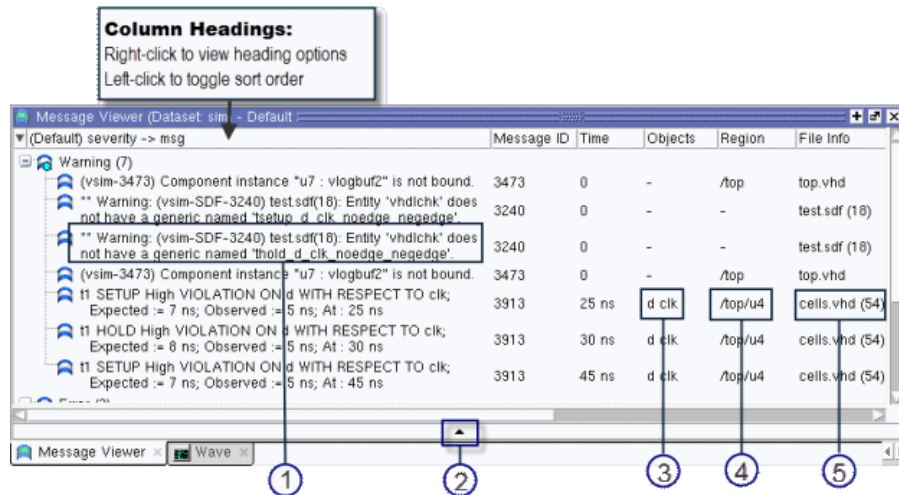 Column Headings:
Right-click to view heading options
Left-click to toggle sort order
Message Viewer (Dataset: sim) - Default
(Default) severity -> msg Message ID Time Objects Region File Info
Warning (7)
(vsim-3473) Component instance "u7 : vlogbuf2" is not bound. 3473 0 - /top top.vhd
** Warning: (vsim-SDF-3240) test.sdf(18): Entity 'vhdlchk' does
not have a generic named 'tsetup_d_clk_noedge_negedge'. 3240 0 - - test.sdf (18)
** Warning: (vsim-SDF-3240) test.sdf(18): Entity 'vhdlchk' does
not have a generic named 'thold_d_clk_noedge_negedge'. 3240 0 - - test.sdf (18)
(vsim-3473) Component instance "u7 : vlogbuf2" is not bound. 3473 0 - /top top.vhd
t1 SETUP High VIOLATION ON d WITH RESPECT TO clk;
Expected := 7 ns; Observed := 5 ns; At : 25 ns 3913 25 ns d clk /top/u4 cells.vhd (54)
t1 HOLD High VIOLATION ON d WITH RESPECT TO clk;
Expected := 8 ns; Observed := 5 ns; At : 30 ns 3913 30 ns d clk /top/u4 cells.vhd (54)
t1 SETUP High VIOLATION ON d WITH RESPECT TO clk;
Expected := 7 ns; Observed := 5 ns; At : 45 ns 3913 45 ns d clk /top/u4 cells.vhd (54)
Message Viewer Wave
1 2 3 4 5